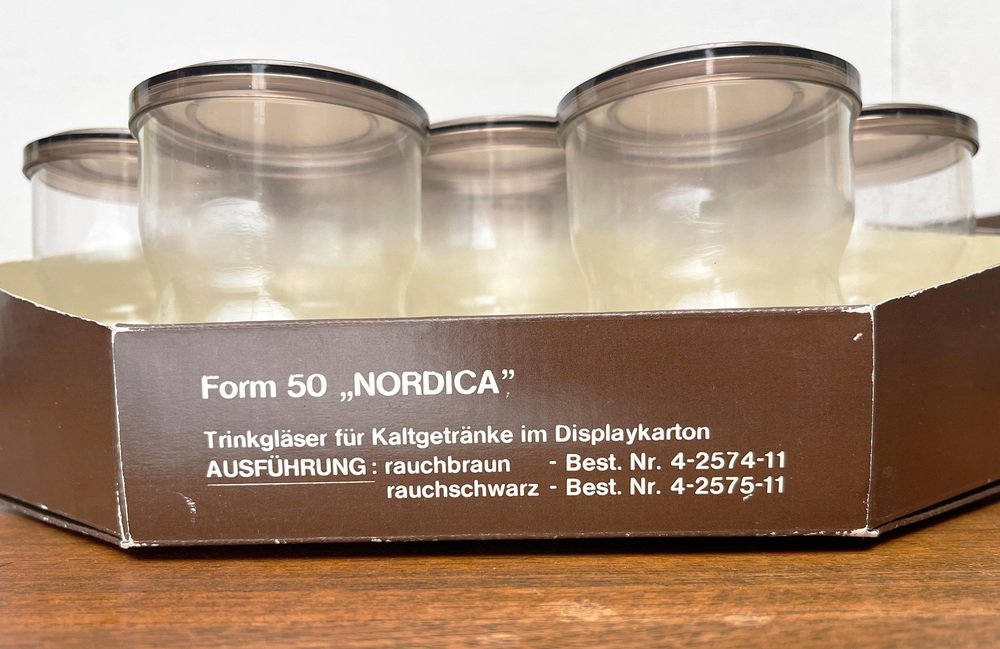 Form 50 „NORDICA”
Trinkgläser für Kaltgetränke im Displaykarton
AUSFÜHRUNG : rauchbraun - Best. Nr. 4-2574-11
rauchschwarz - Best. Nr. 4-2575-11